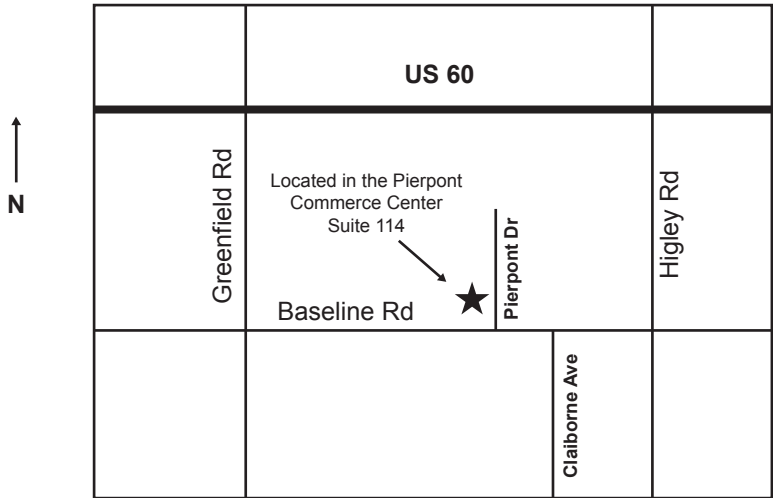 US 60
N
Greenfield Rd
Located in the Pierpont
Commerce Center
Suite 114
Pierpont Dr
Higley Rd
Baseline Rd
Claiborne Ave